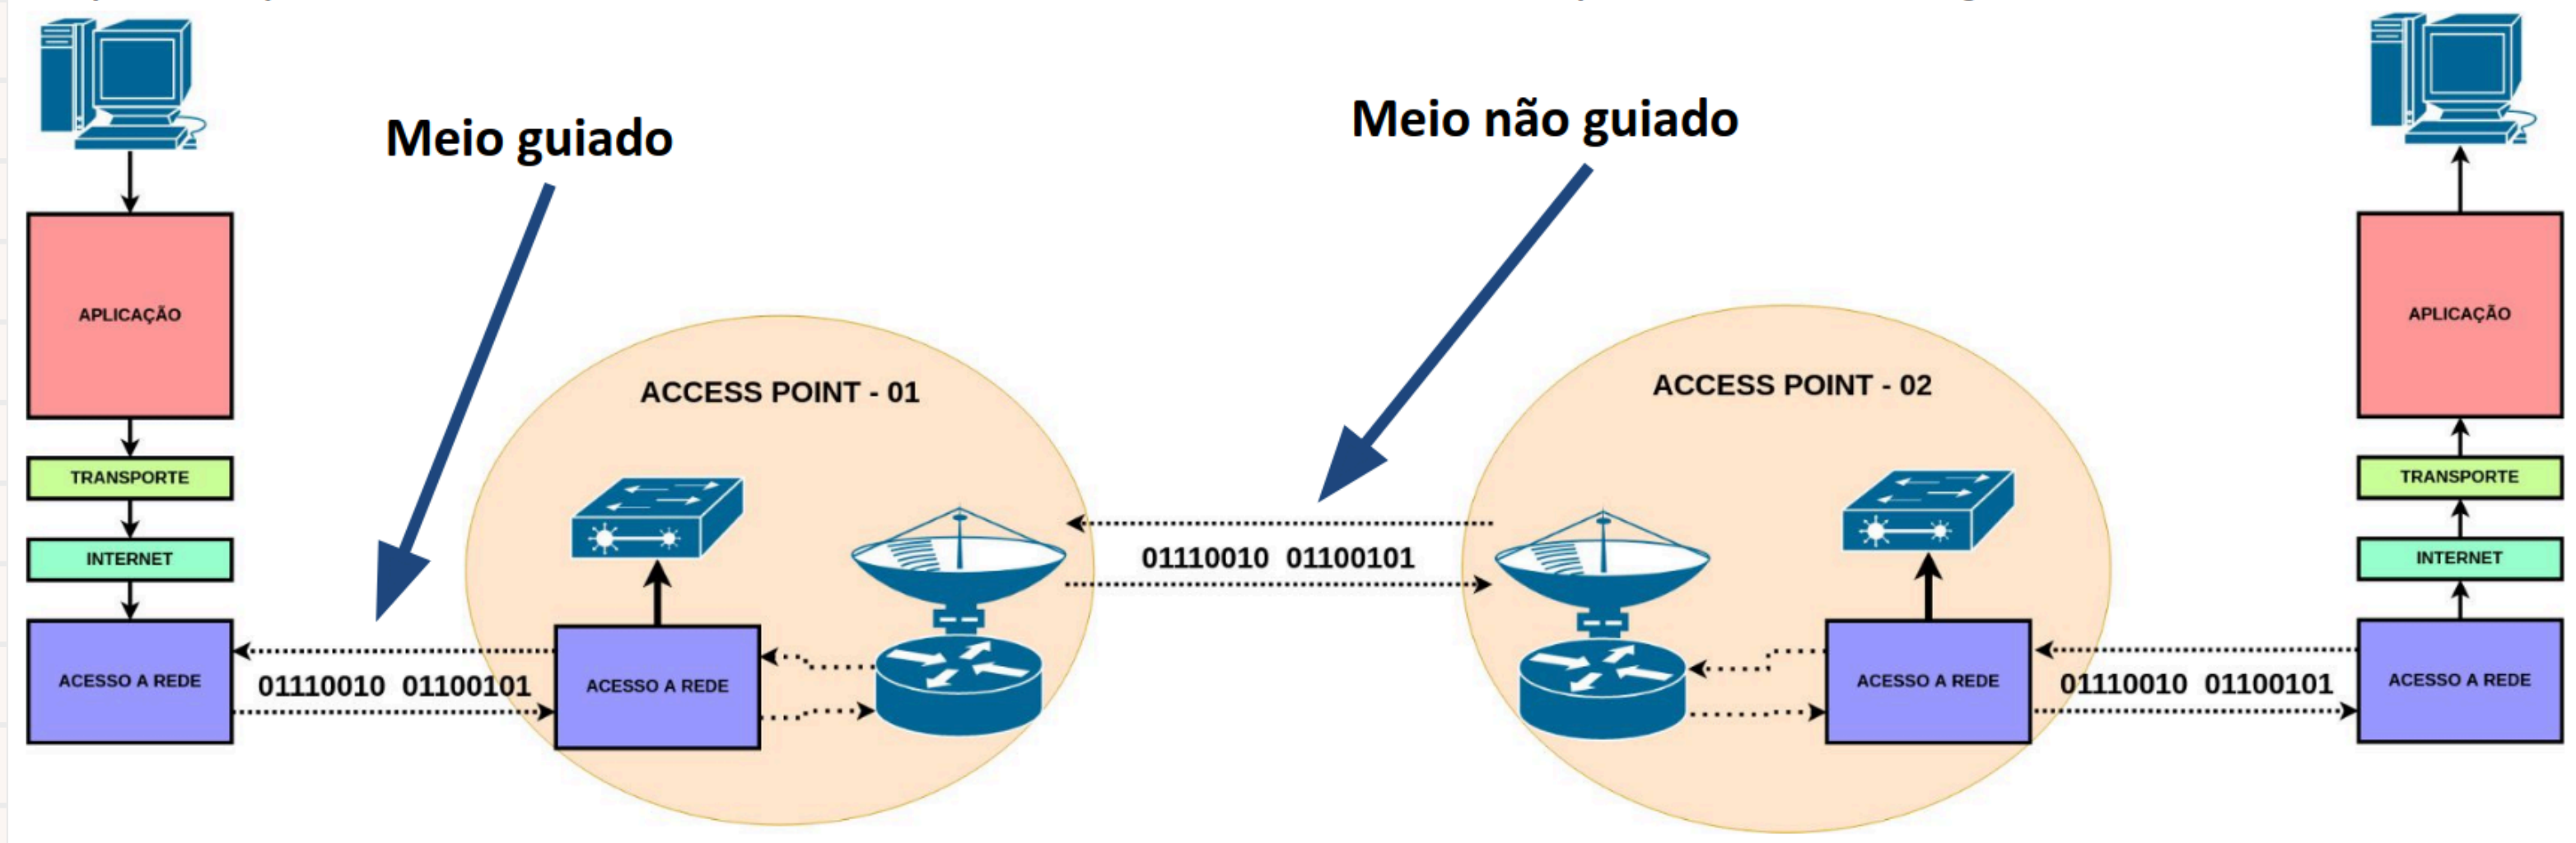 Meio guiado
Meio não guiado
APLICAÇÃO
TRANSPORTE
INTERNET
ACESSO A REDE
01110010 01100101
ACCESS POINT - 01
ACESSO A REDE
01110010 01100101
ACCESS POINT - 02
ACESSO A REDE
01110010 01100101
APLICAÇÃO
TRANSPORTE
INTERNET
ACESSO A REDE